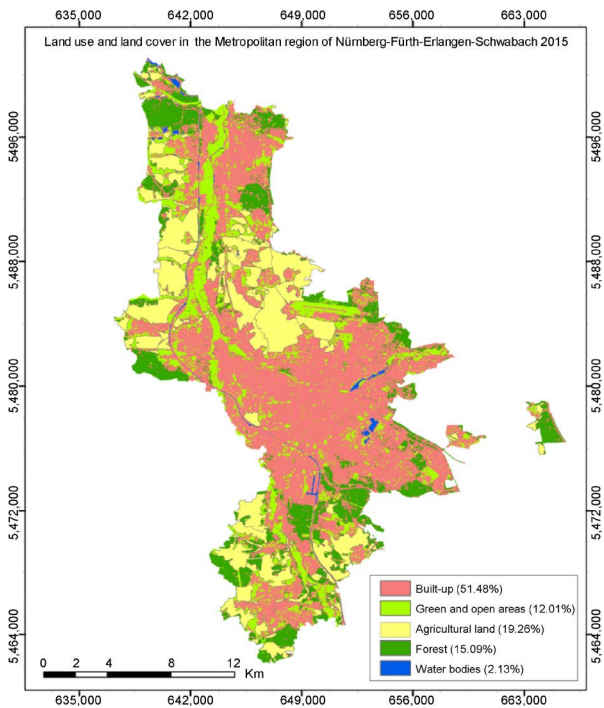 635,000 642,000 649,000 656,000 663,000
Land use and land cover in the Metropolitan region of Nürnberg-Fürth-Erlangen-Schwabach 2015
5496,000 5496,000
5,488,000 5,488,000
5,480,000 5,480,000
5,472,000 5,472,000
5,464,000 5,464,000
Built-up (51.48%)
Green and open areas (12.01%)
Agricultural land (19.26%)
Forest (15.09%)
Water bodies (2.13%)
0 2 4 8 12
Km
635,000 642,000 649,000 656,000 663,000